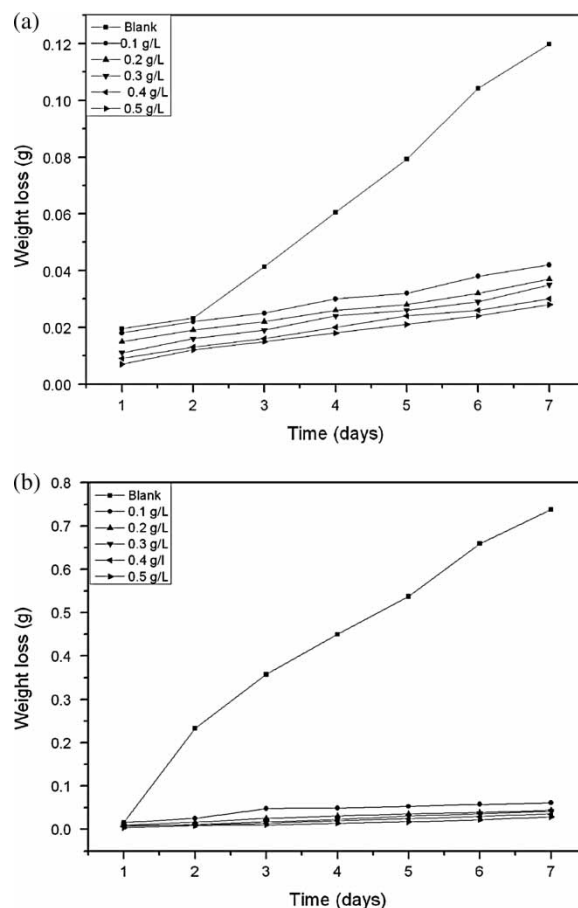 (a)
Blank
0.1 g/L
0.2 g/L
0.3 g/L
0.4 g/L
0.5 g/L
0.12
0.10
0.08
0.06
0.04
0.02
0.00
Weight loss (g)
1 2 3 4 5 6 7
Time (days)
(b)
Blank
0.1 g/L
0.2 g/L
0.3 g/L
0.4 g/l
0.5 g/L
0.8
0.7
0.6
0.5
0.4
0.3
0.2
0.1
0.0
Weight loss (g)
1 2 3 4 5 6 7
Time (days)